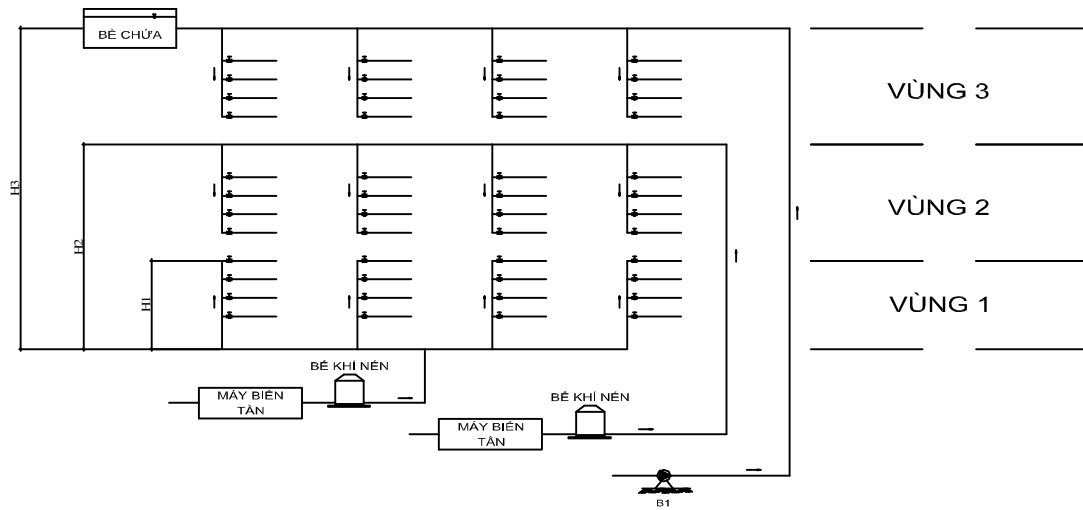 BỂ CHỨA
VÙNG 3
H3
VÙNG 2
H2
H1
VÙNG 1
BỂ KHÍ NÉN
MÁY BIẾN
TẦN
BỂ KHÍ NÉN
MÁY BIẾN
TẦN
B1